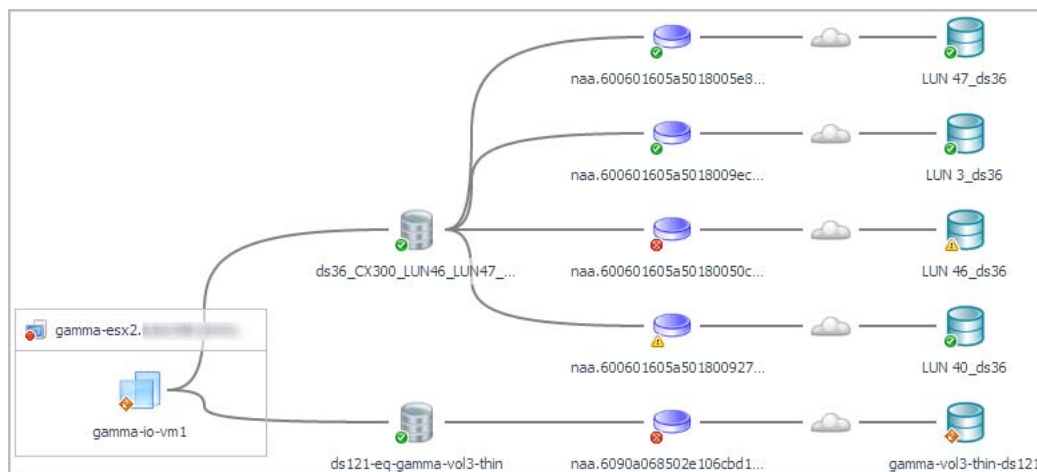 naa.600601605a5018005e8...
LUN 47_ds36
naa.600601605a5018009ec...
LUN 3_ds36
ds36_CX300_LUN46_LUN47_...
naa.600601605a50180050c...
LUN 46_ds36
gamma-esx2.
naa.600601605a501800927...
LUN 40_ds36
gamma-io-vm1
ds121-eq-gamma-vol3-thin
naa.6090a068502e106cbd1...
gamma-vol3-thin-ds121